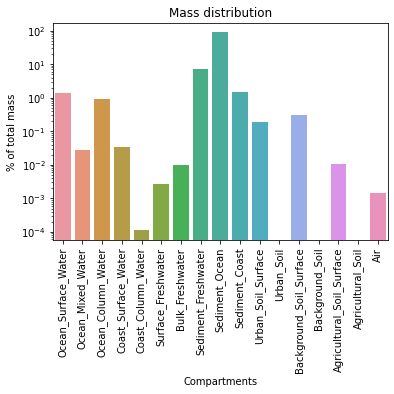 Mass distribution
% of total mass
10²
10¹
10⁰
10⁻¹
10⁻²
10⁻³
10⁻⁴
Ocean_Surface_Water
Ocean_Mixed_Water
Ocean_Column_Water
Coast_Surface_Water
Coast_Column_Water
Surface_Freshwater
Bulk_Freshwater
Sediment_Freshwater
Sediment_Ocean
Sediment_Coast
Urban_Soil_Surface
Urban_Soil
Background_Soil_Surface
Background_Soil
Agricultural_Soil_Surface
Agricultural_Soil
Air
Compartments